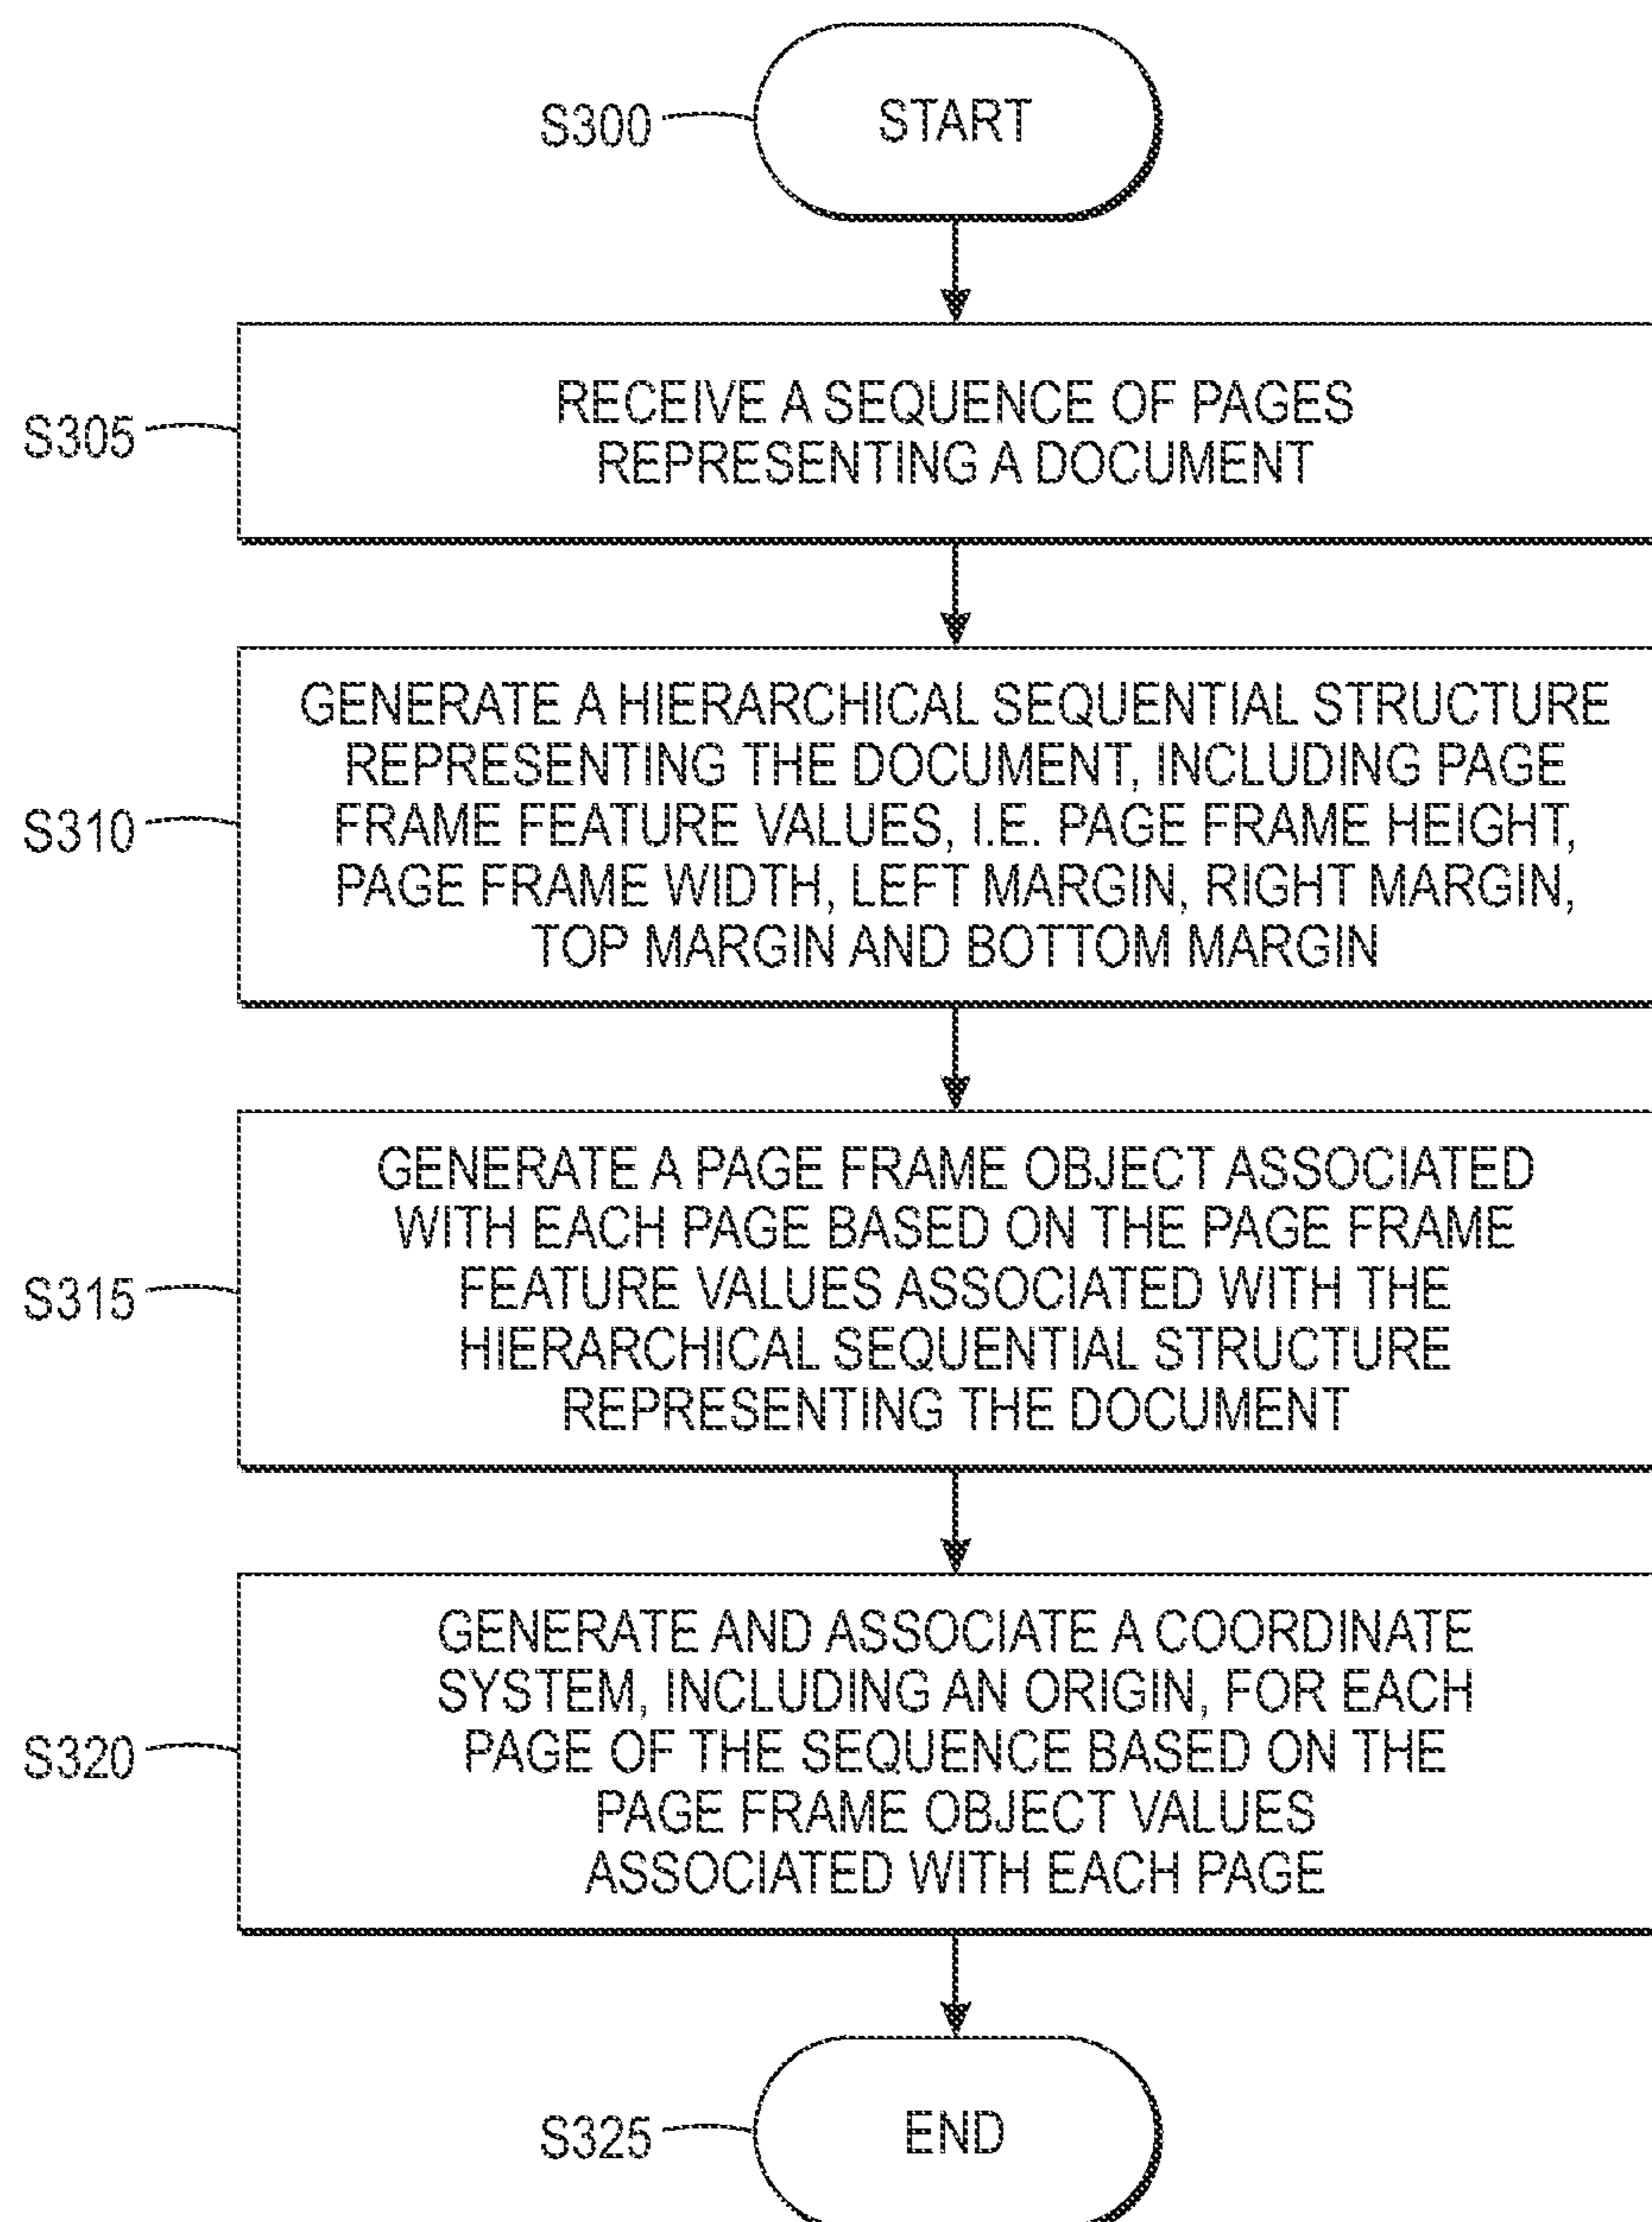 S300
START
S305
RECEIVE A SEQUENCE OF PAGES
REPRESENTING A DOCUMENT
S310
GENERATE A HIERARCHICAL SEQUENTIAL STRUCTURE
REPRESENTING THE DOCUMENT, INCLUDING PAGE
FRAME FEATURE VALUES, I.E. PAGE FRAME HEIGHT,
PAGE FRAME WIDTH, LEFT MARGIN, RIGHT MARGIN,
TOP MARGIN AND BOTTOM MARGIN
S315
GENERATE A PAGE FRAME OBJECT ASSOCIATED
WITH EACH PAGE BASED ON THE PAGE FRAME
FEATURE VALUES ASSOCIATED WITH THE
HIERARCHICAL SEQUENTIAL STRUCTURE
REPRESENTING THE DOCUMENT
S320
GENERATE AND ASSOCIATE A COORDINATE
SYSTEM, INCLUDING AN ORIGIN, FOR EACH
PAGE OF THE SEQUENCE BASED ON THE
PAGE FRAME OBJECT VALUES
ASSOCIATED WITH EACH PAGE
S325
END